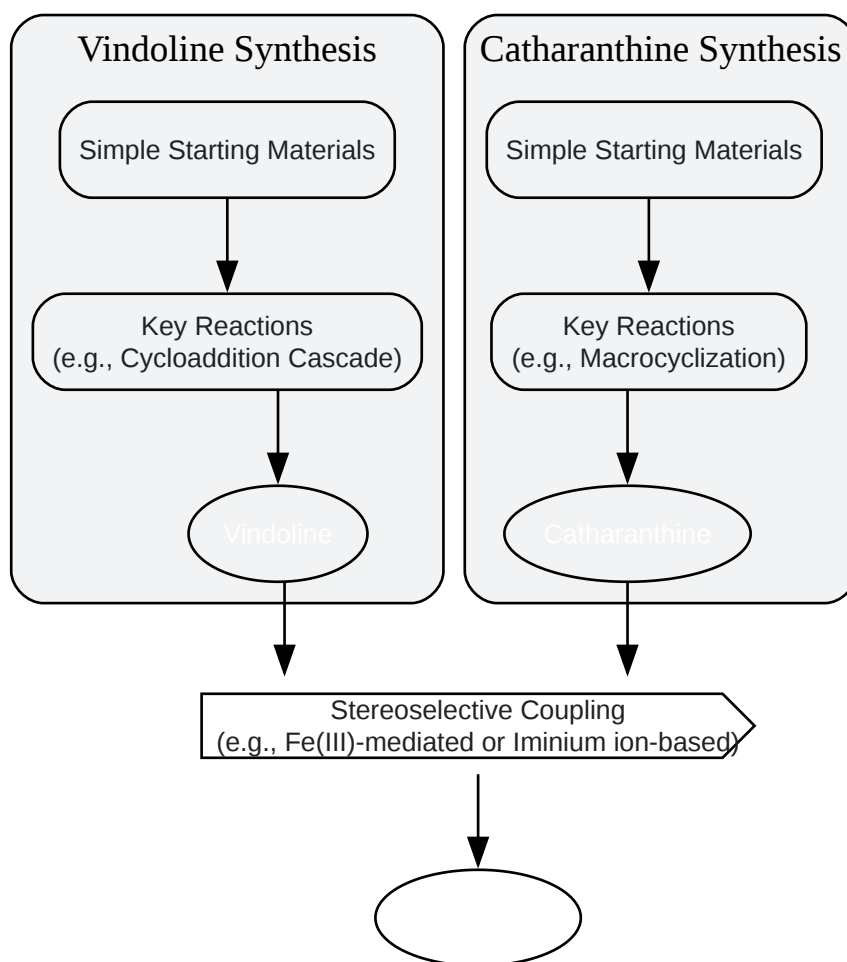 Vindoline Synthesis
Simple Starting Materials
Key Reactions
(e.g., Cycloaddition Cascade)
Vindoline
Catharanthine Synthesis
Simple Starting Materials
Key Reactions
(e.g., Macrocyclization)
Catharanthine
Stereoselective Coupling
(e.g., Fe(III)-mediated or Iminium ion-based)